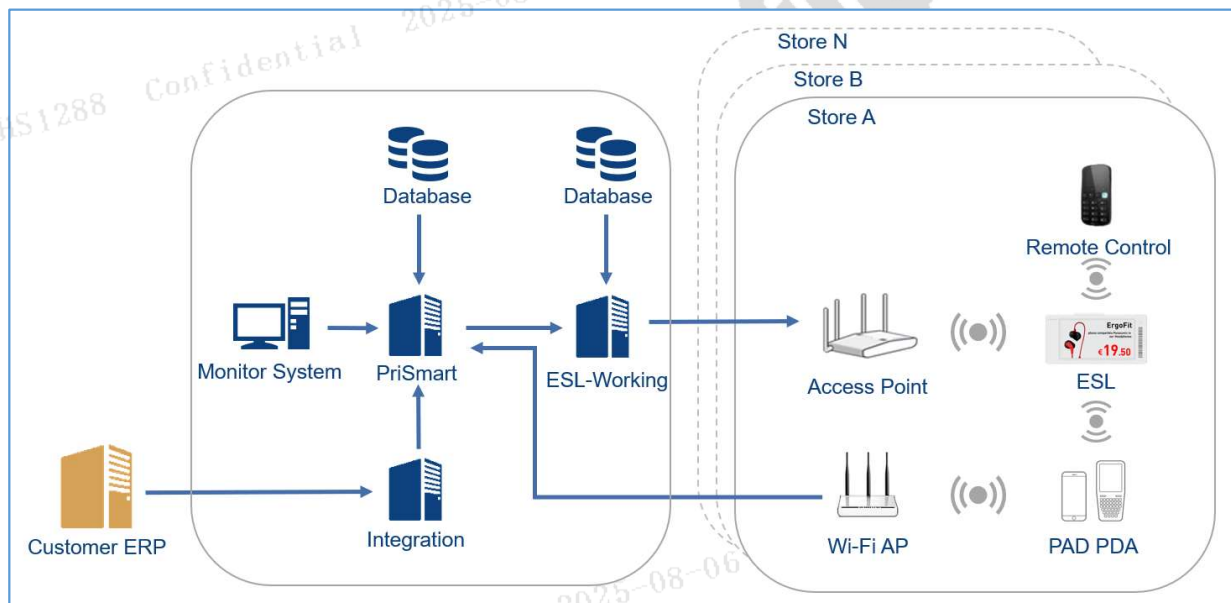 HS1288 Confidential 2025-08
Store N
Store B
Store A
Database
Database
Remote Control
ErgoFit
€19.50
Monitor System
PriSmart
ESL-Working
Access Point
ESL
Customer ERP
Integration
Wi-Fi AP
PAD PDA
2025-08-06